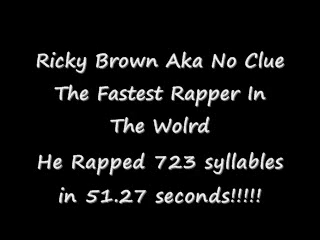 Ricky Brown Aka No Clue
The Fastest Rapper In
The Wolrd
He Rapped 723 syllables
in 51.27 seconds!!!!!